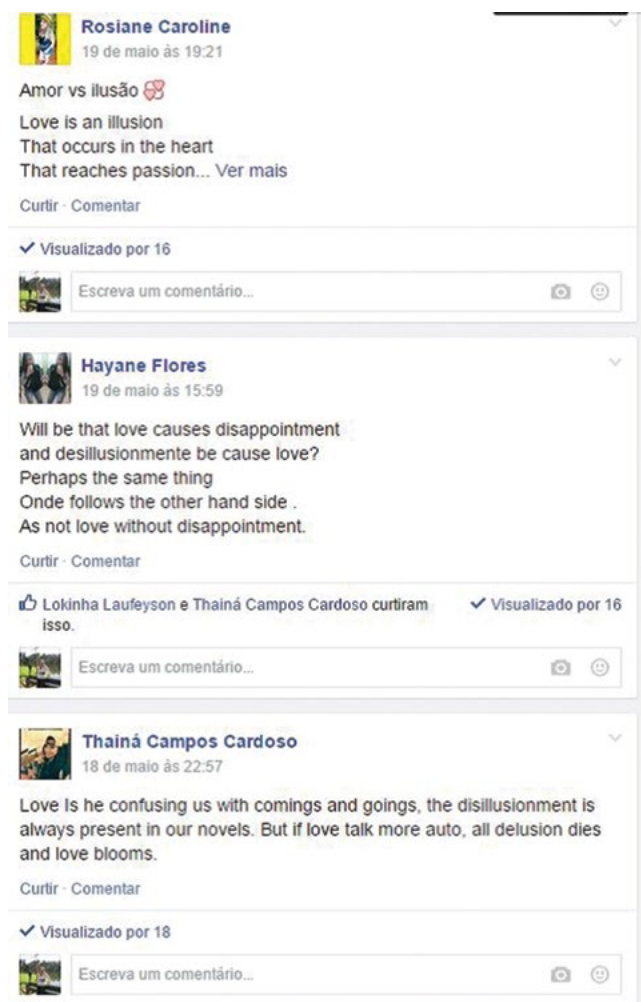 Rosiane Caroline
19 de maio às 19:21
Amor vs ilusão 💞
Love is an illusion
That occurs in the heart
That reaches passion... Ver mais
Curtir · Comentar
✓ Visualizado por 16
Escreva um comentário...
Hayane Flores
19 de maio às 15:59
Will be that love causes disappointment
and desillusionmente be cause love?
Perhaps the same thing
Onde follows the other hand side .
As not love without disappointment.
Curtir · Comentar
Lokinha Laufeyson e Thainá Campos Cardoso curtiram isso. ✓ Visualizado por 16
Escreva um comentário...
Thainá Campos Cardoso
18 de maio às 22:57
Love Is he confusing us with comings and goings, the disillusionment is
always present in our novels. But if love talk more auto, all delusion dies
and love blooms.
Curtir · Comentar
✓ Visualizado por 18
Escreva um comentário...